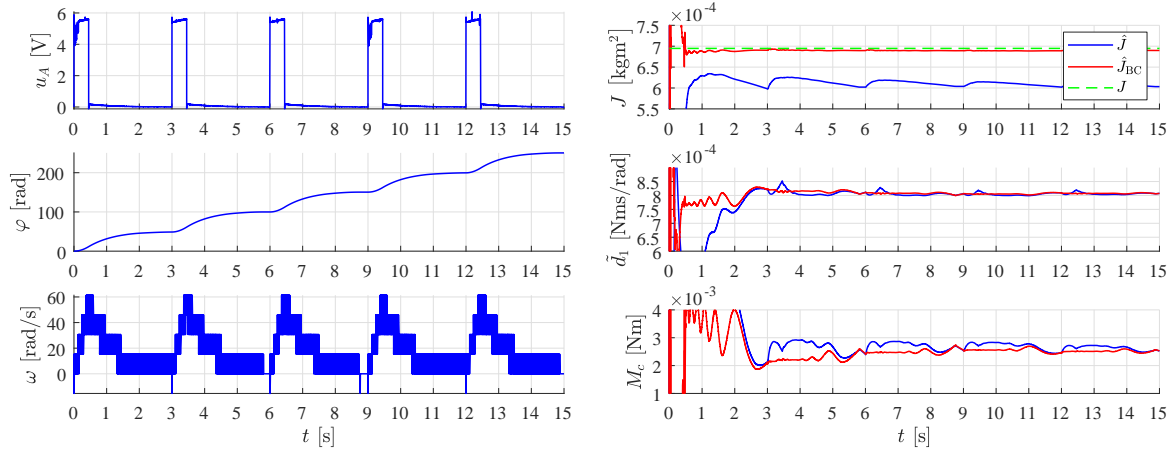 6
4
2
0
u_A [V]
0 1 2 3 4 5 6 7 8 9 10 11 12 13 14 15
200
100
0
φ [rad]
0 1 2 3 4 5 6 7 8 9 10 11 12 13 14 15
60
40
20
0
ω [rad/s]
0 1 2 3 4 5 6 7 8 9 10 11 12 13 14 15
t [s]
×10⁻⁴
7.5
7
6.5
6
5.5
J [kgm²]
Ĵ
Ĵ_BC
J
0 1 2 3 4 5 6 7 8 9 10 11 12 13 14 15
×10⁻⁴
8.5
8
7.5
7
6.5
6
d̃₁ [Nms/rad]
0 1 2 3 4 5 6 7 8 9 10 11 12 13 14 15
×10⁻³
4
3
2
1
M_c [Nm]
0 1 2 3 4 5 6 7 8 9 10 11 12 13 14 15
t [s]